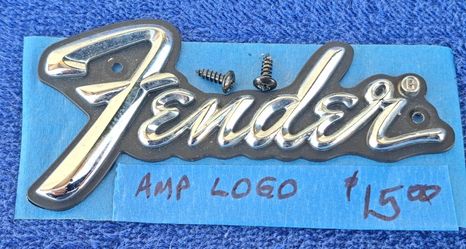 Fender ®
AMP LOGO $15.00